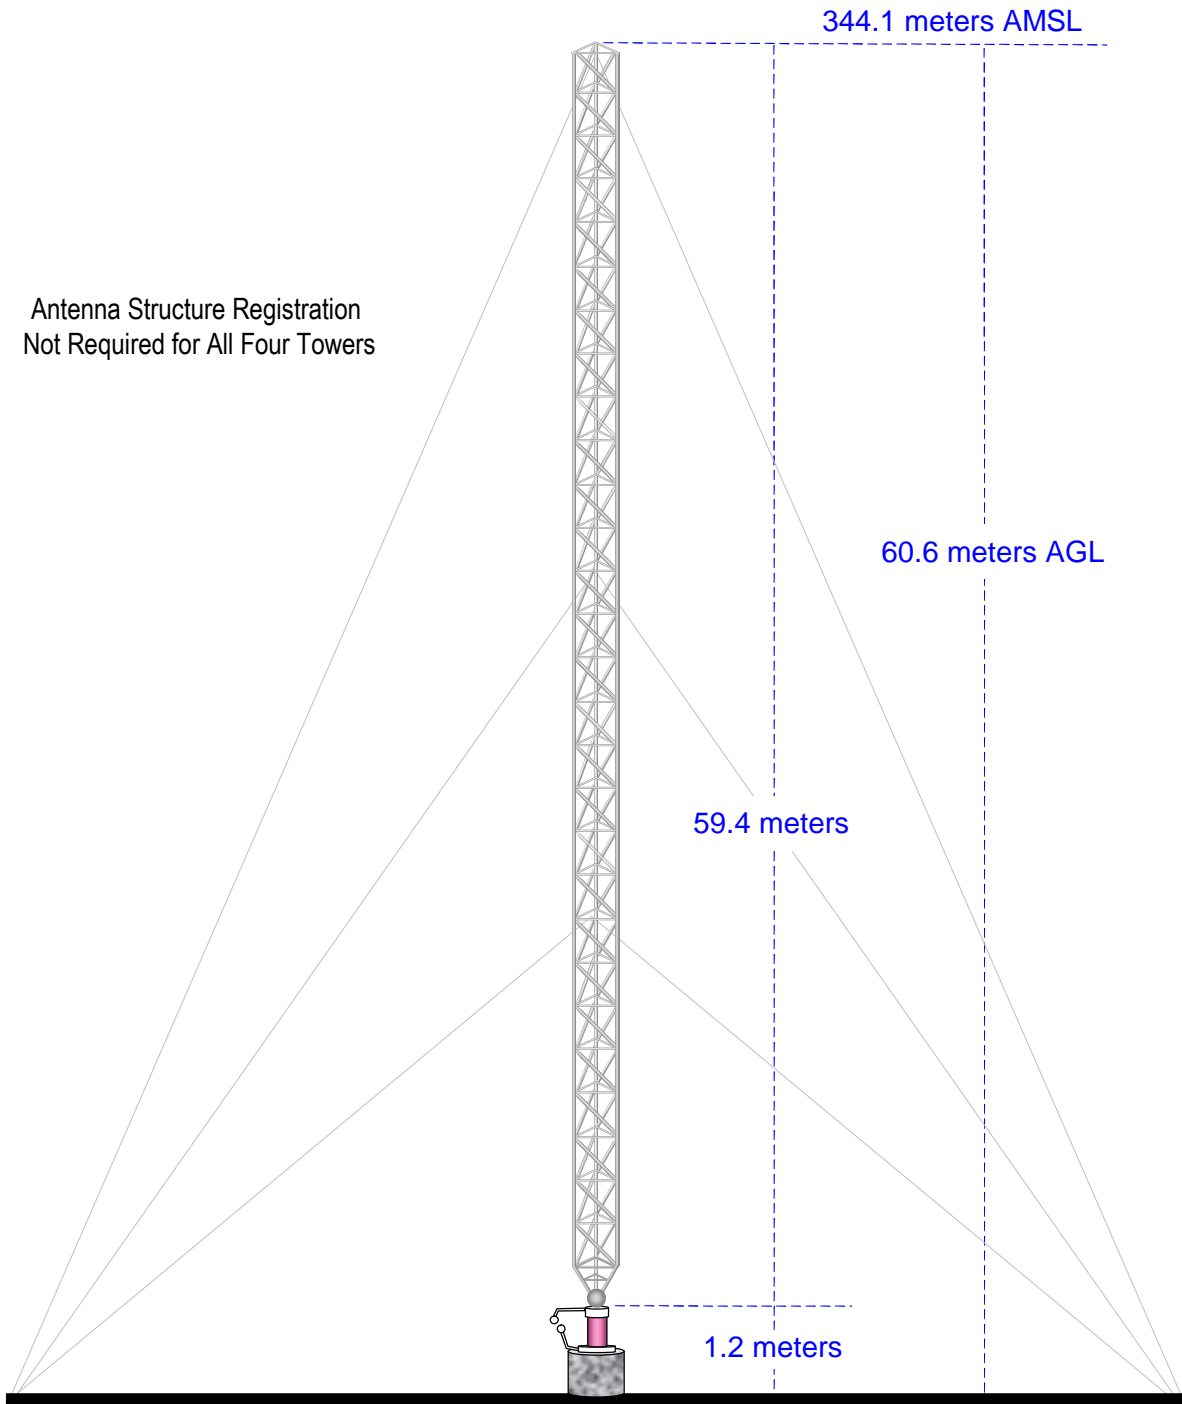 344.1 meters AMSL
Antenna Structure Registration
Not Required for All Four Towers
60.6 meters AGL
59.4 meters
1.2 meters